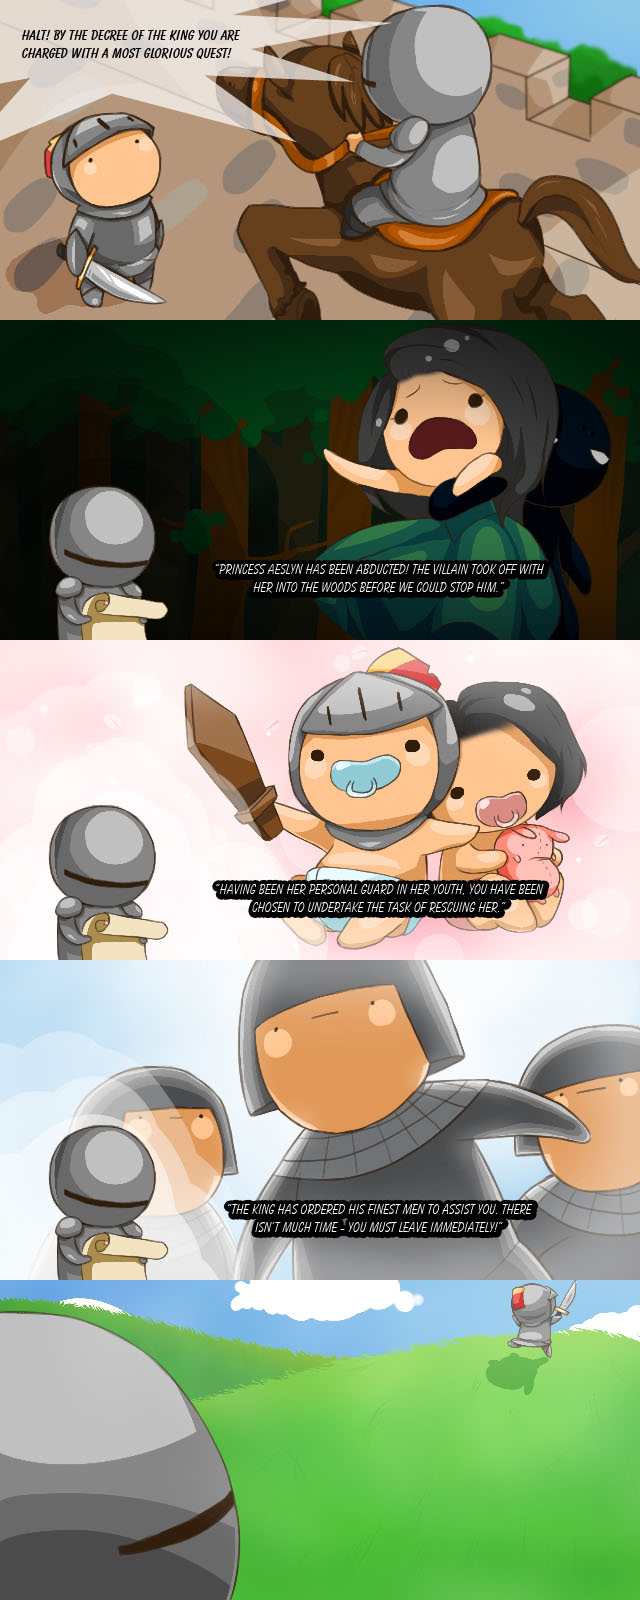 HALT! BY THE DECREE OF THE KING YOU ARE
CHARGED WITH A MOST GLORIOUS QUEST!
"PRINCESS AESLYN HAS BEEN ABDUCTED! THE VILLAIN TOOK OFF WITH
HER INTO THE WOODS BEFORE WE COULD STOP HIM."
"HAVING BEEN HER PERSONAL GUARD IN HER YOUTH, YOU HAVE BEEN
CHOSEN TO UNDERTAKE THE TASK OF RESCUING HER."
"THE KING HAS ORDERED HIS FINEST MEN TO ASSIST YOU. THERE
ISN'T MUCH TIME - YOU MUST LEAVE IMMEDIATELY!"